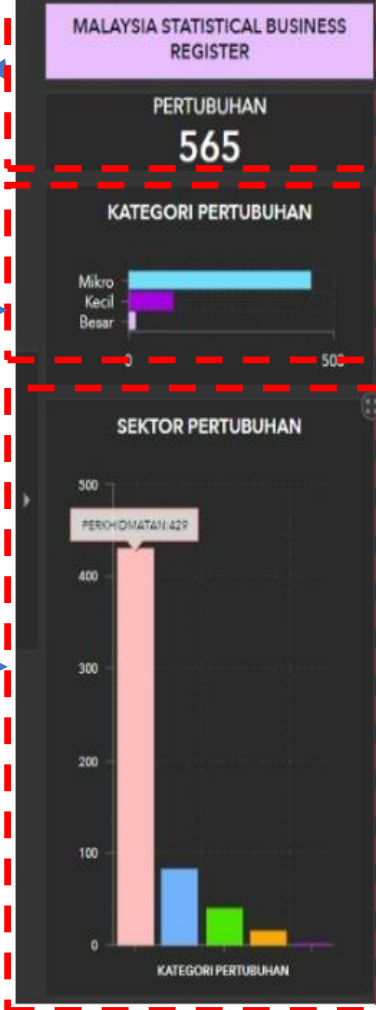 MALAYSIA STATISTICAL BUSINESS
REGISTER
PERTUBUHAN
565
KATEGORI PERTUBUHAN
Mikro
Kecil
Besar
0
500
SEKTOR PERTUBUHAN
500
PERKHIDMATAN:429
400
300
200
100
0
KATEGORI PERTUBUHAN